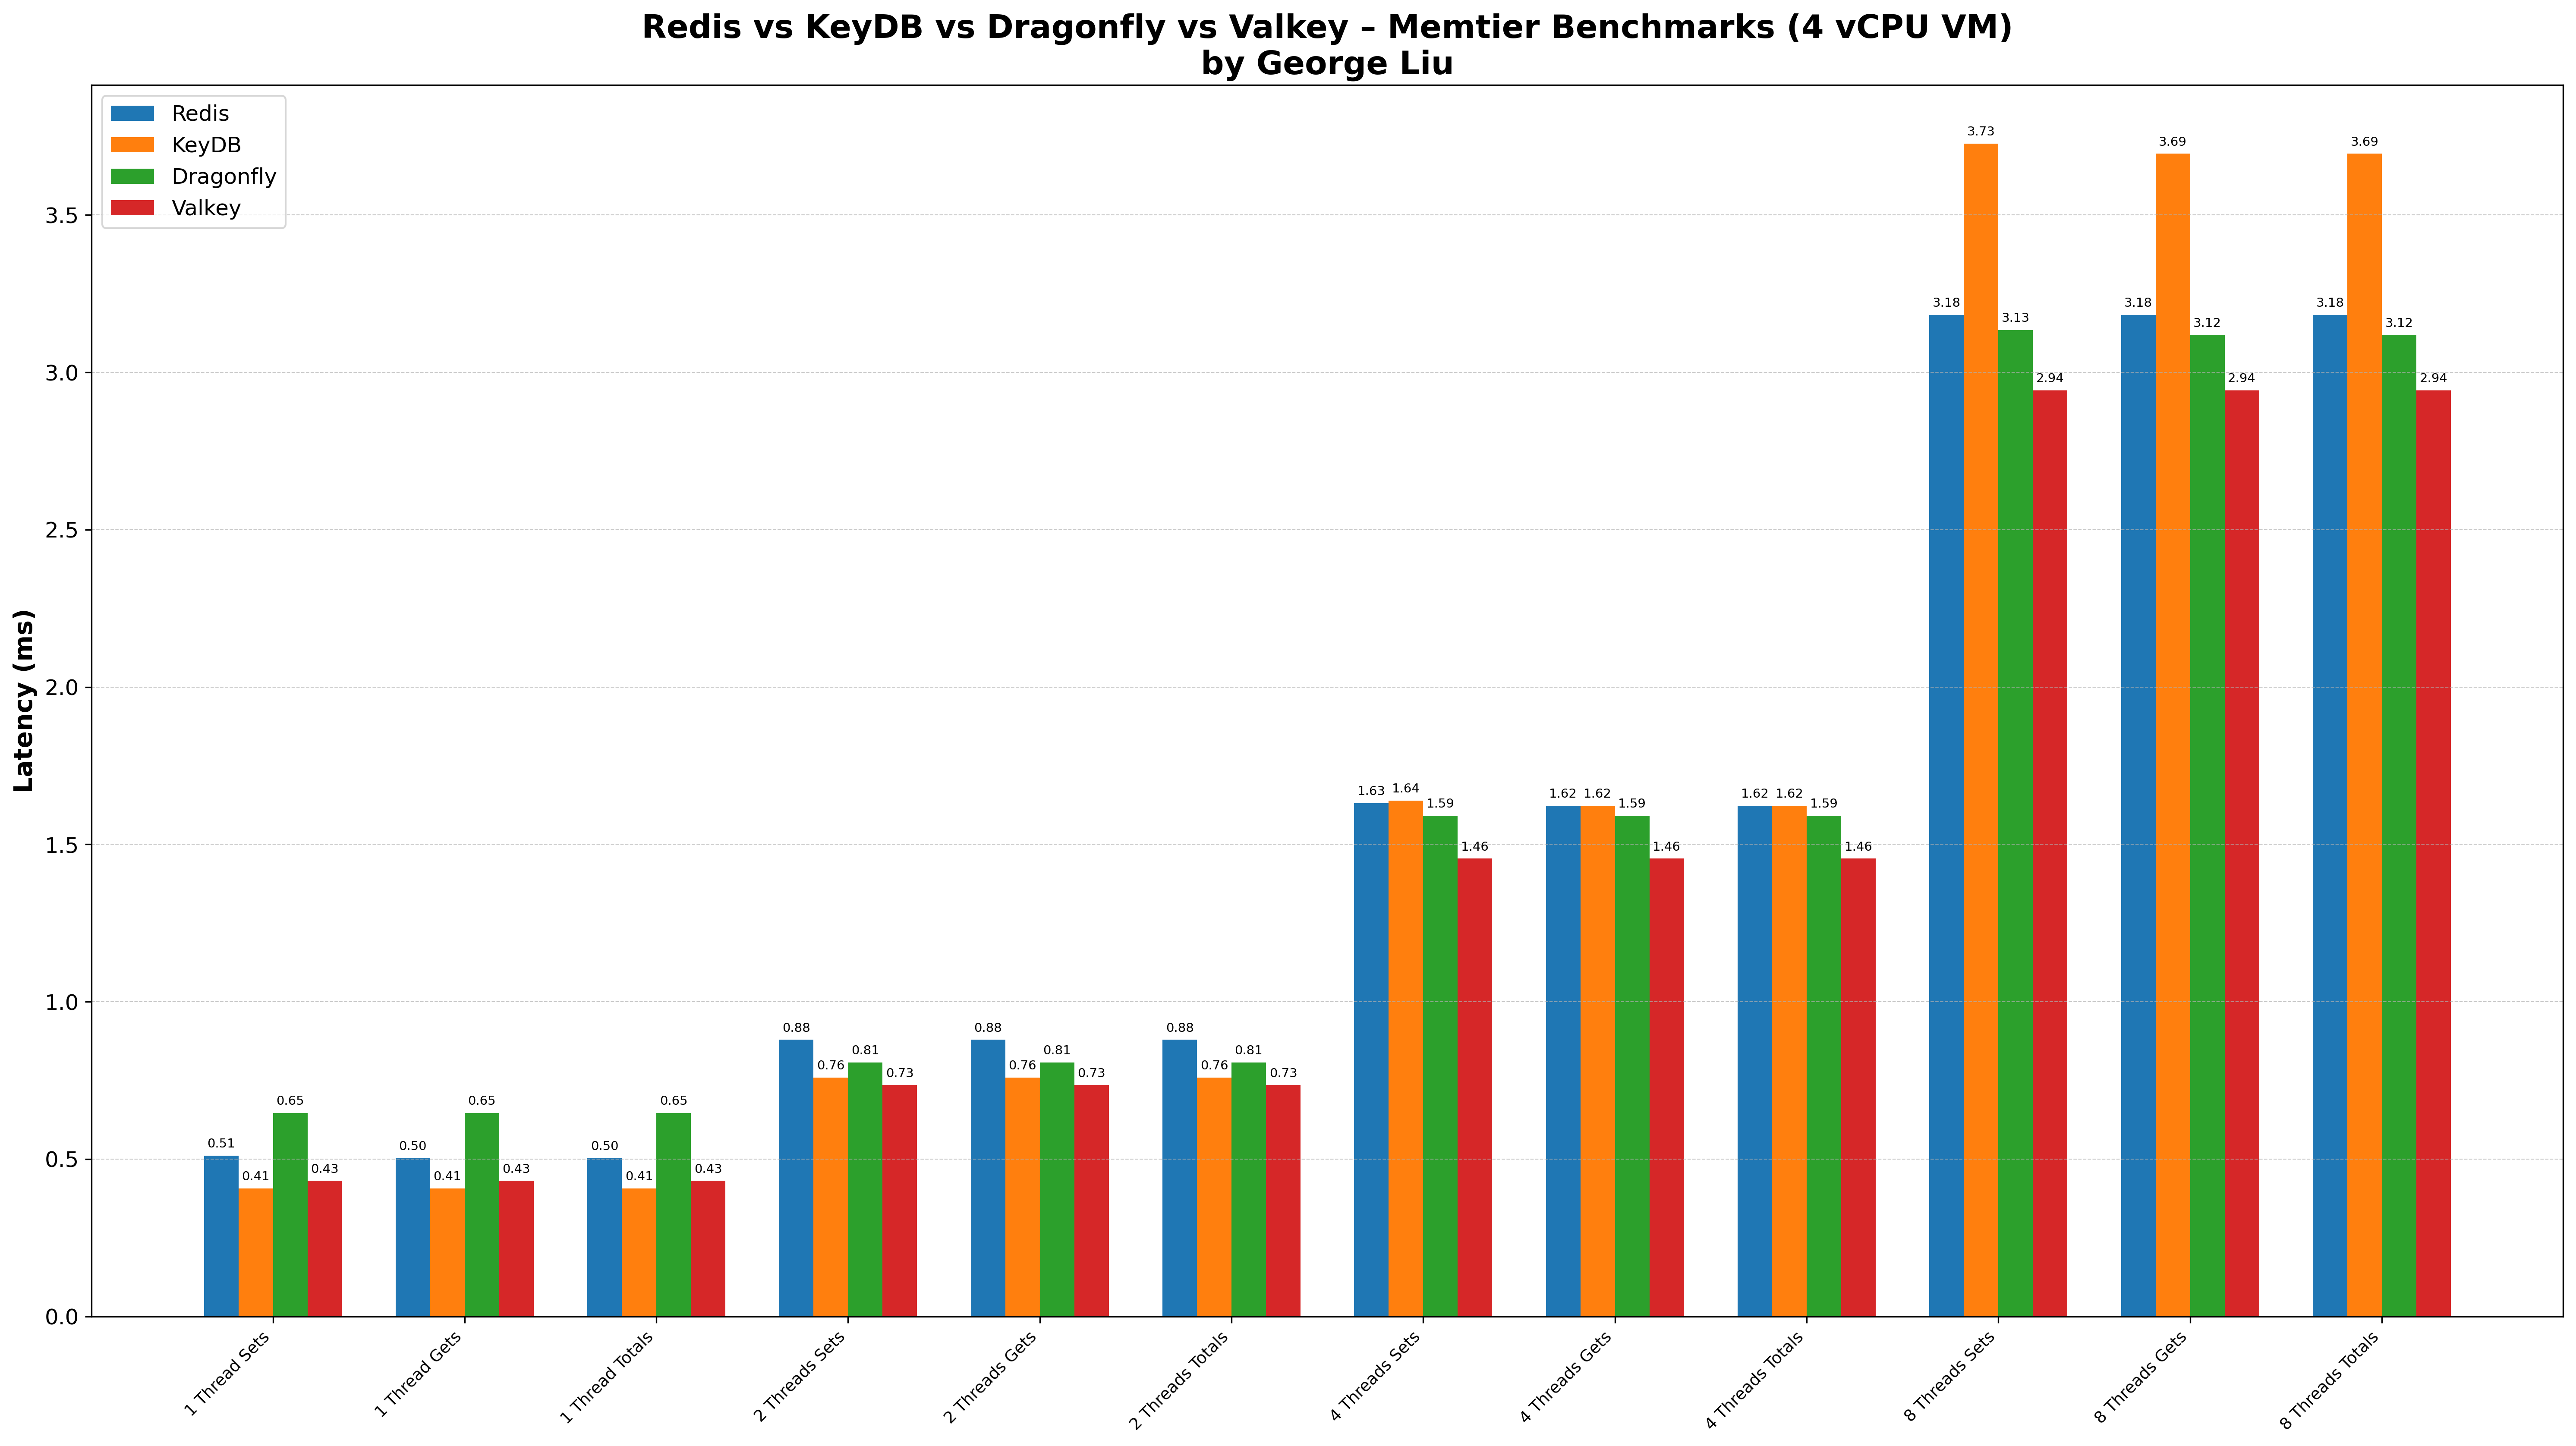 Redis vs KeyDB vs Dragonfly vs Valkey – Memtier Benchmarks (4 vCPU VM)
by George Liu
Redis
KeyDB
Dragonfly
Valkey
Latency (ms)
3.5
3.0
2.5
2.0
1.5
1.0
0.5
0.0
0.51 0.41 0.65 0.43
0.50 0.41 0.65 0.43
0.50 0.41 0.65 0.43
0.88 0.76 0.81 0.73
0.88 0.76 0.81 0.73
0.88 0.76 0.81 0.73
1.63 1.64 1.59 1.46
1.62 1.62 1.59 1.46
1.62 1.62 1.59 1.46
3.18 3.73 3.13 2.94
3.18 3.69 3.12 2.94
3.18 3.69 3.12 2.94
1 Thread Sets
1 Thread Gets
1 Thread Totals
2 Threads Sets
2 Threads Gets
2 Threads Totals
4 Threads Sets
4 Threads Gets
4 Threads Totals
8 Threads Sets
8 Threads Gets
8 Threads Totals